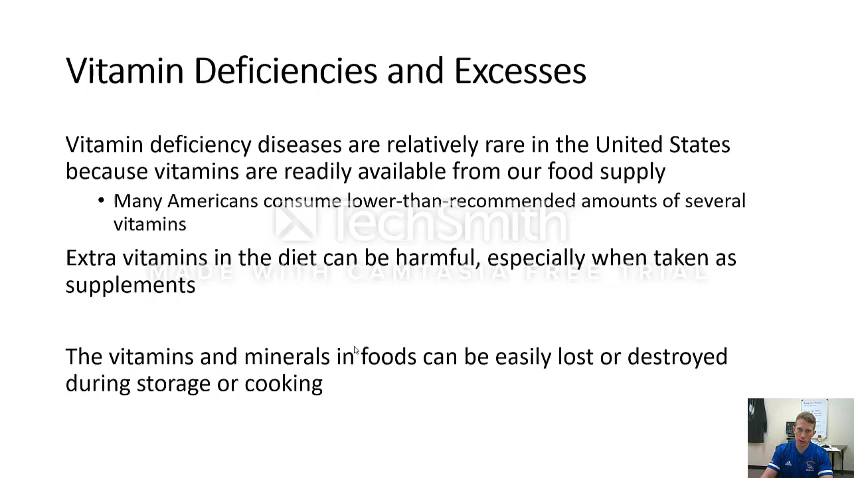 Vitamin Deficiencies and Excesses
Vitamin deficiency diseases are relatively rare in the United States
because vitamins are readily available from our food supply
• Many Americans consume lower-than-recommended amounts of several
vitamins
TechSmith
Extra vitamins in the diet can be harmful, especially when taken as
MADE WITH CAMTASIA FREE TRIAL
supplements
The vitamins and minerals in foods can be easily lost or destroyed
during storage or cooking